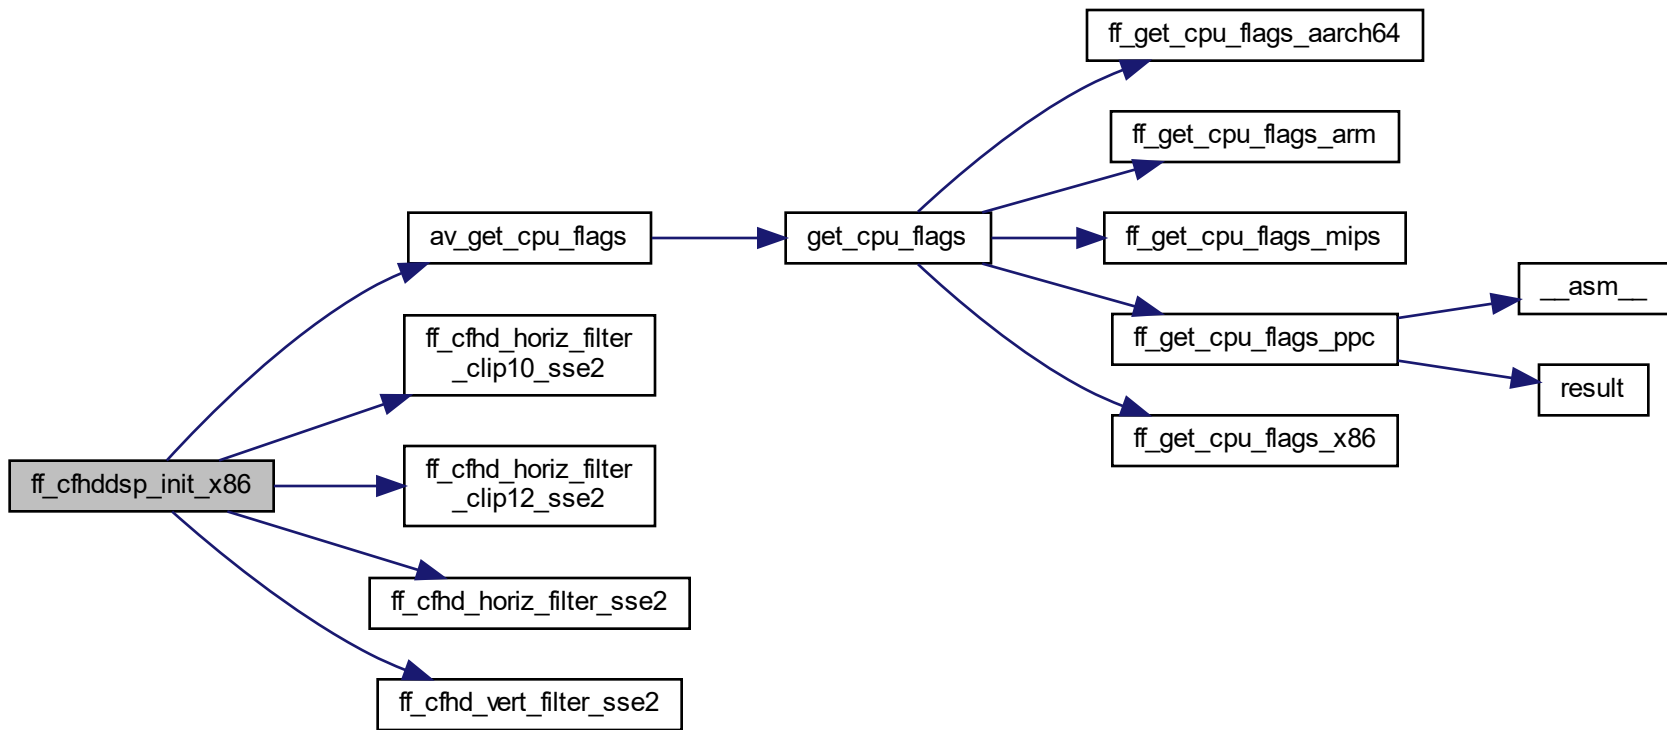 ff_get_cpu_flags_aarch64
ff_get_cpu_flags_arm
av_get_cpu_flags
get_cpu_flags
ff_get_cpu_flags_mips
__asm__
ff_cfhd_horiz_filter
_clip10_sse2
ff_get_cpu_flags_ppc
result
ff_get_cpu_flags_x86
ff_cfhddsp_init_x86
ff_cfhd_horiz_filter
_clip12_sse2
ff_cfhd_horiz_filter_sse2
ff_cfhd_vert_filter_sse2